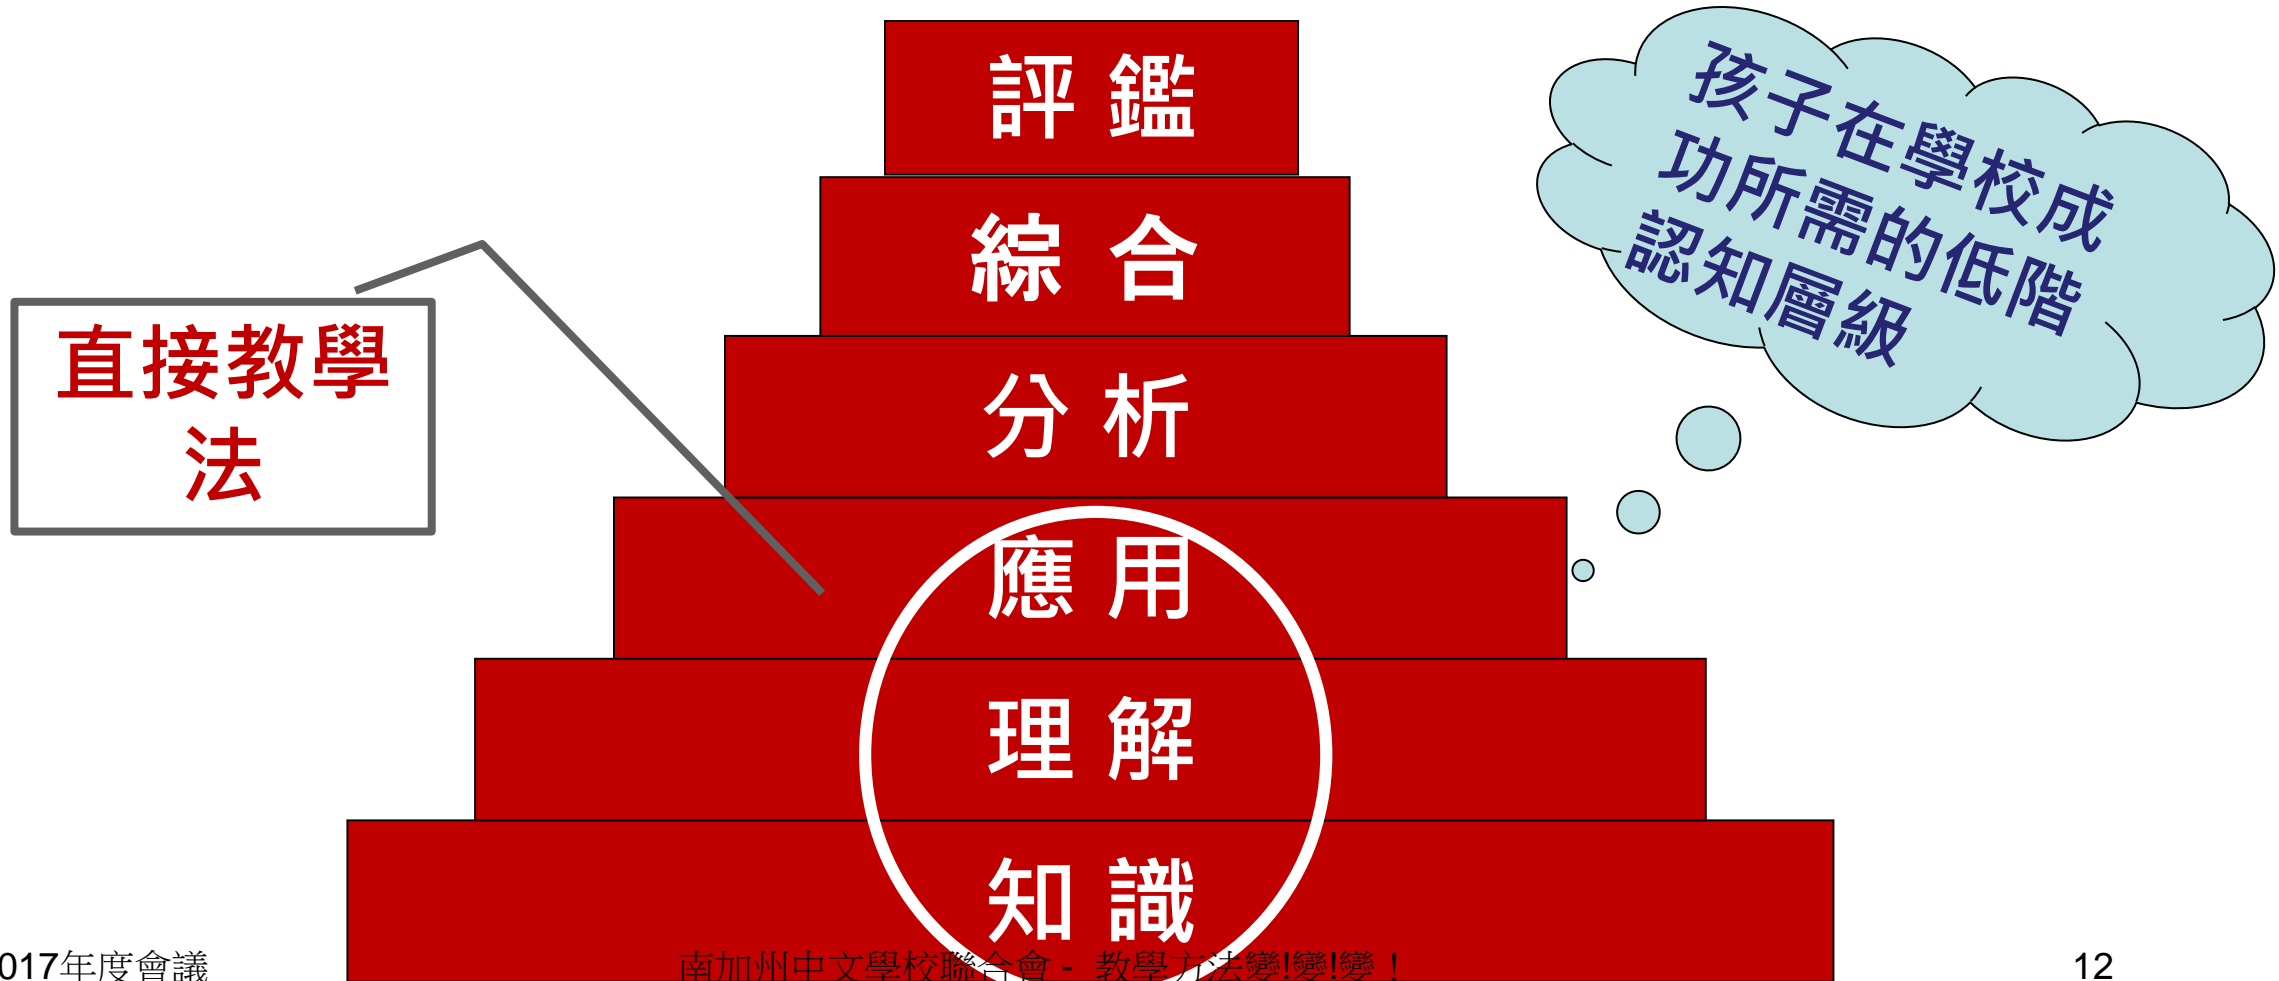 評 鑑
綜 合
分 析
應 用
理 解
知 識
直接教學
法
孩子在學校成
功所需的低階
認知層級
017年度會議
南加州中文學校聯合會 - 教學方法變!變!變！
12